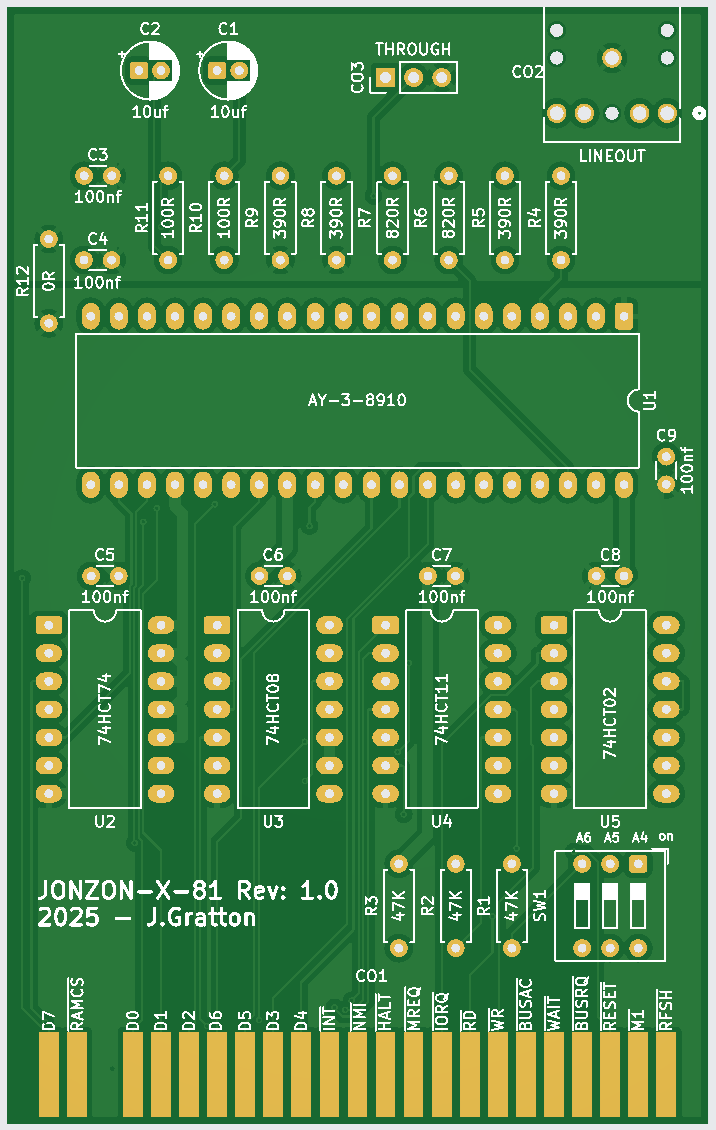 C2
C1
+
+
10uf
10uf
THROUGH
CO3
CO2
LINEOUT
C3
100nf
C4
100nf
R12
0R
R11
100R
R10
100R
R9
390R
R8
390R
R7
820R
R6
820R
R5
390R
R4
390R
AY-3-8910
U1
C9
100nf
C5
100nf
C6
100nf
C7
100nf
C8
100nf
74HCT74
74HCT08
74HCT11
74HCT02
U2
U3
U4
U5
A6
A5
A4
on
R3
47K
R2
47K
R1
47K
SW1
JONZON-X-81 Rev: 1.0
2025 - J.Gratton
CO1
D7
RAMCS
D0
D1
D2
D6
D5
D3
D4
INT
NMI
HALT
MREQ
IORQ
RD
WR
BUSAC
WAIT
BUSRQ
RESET
M1
RFSH